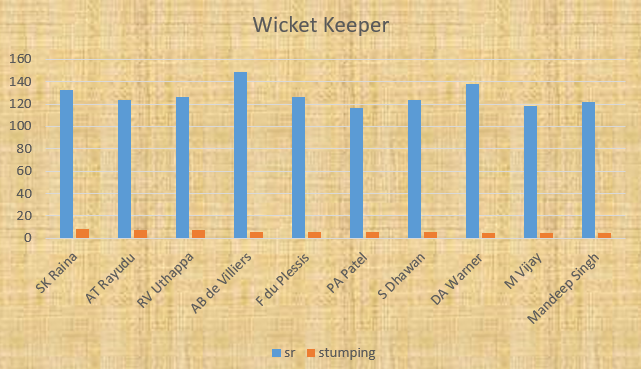 Wicket Keeper
160
140
120
100
80
60
40
20
0
SK Raina
AT Rayudu
RV Uthappa
AB de Villiers
F du Plessis
PA Patel
S Dhawan
DA Warner
M Vijay
Mandeep Singh
sr stumping